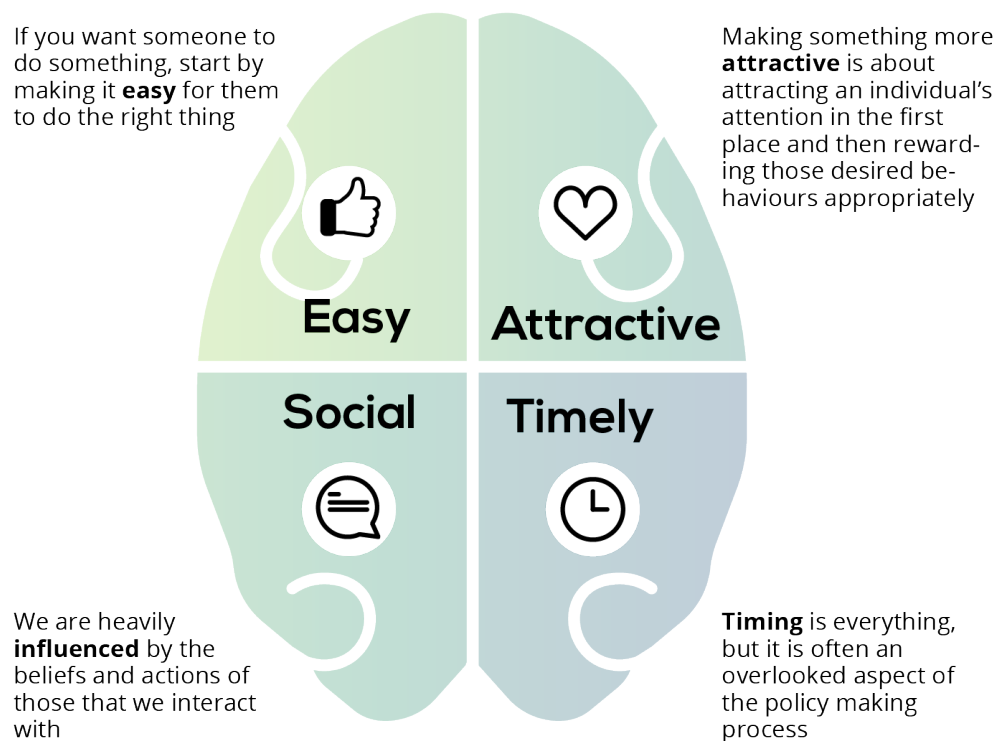 If you want someone to
do something, start by
making it easy for them
to do the right thing
Making something more
attractive is about
attracting an individual’s
attention in the first
place and then reward-
ing those desired be-
haviours appropriately
Easy
Attractive
Social
Timely
We are heavily
influenced by the
beliefs and actions of
those that we interact
with
Timing is everything,
but it is often an
overlooked aspect of
the policy making
process